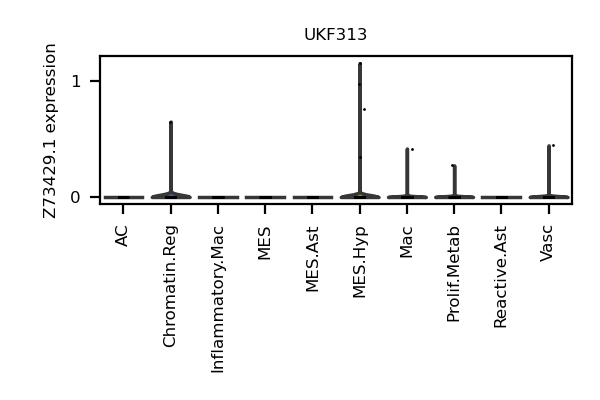 UKF313
Z73429.1 expression
1
0
AC
Chromatin.Reg
Inflammatory.Mac
MES
MES.Ast
MES.Hyp
Mac
Prolif.Metab
Reactive.Ast
Vasc